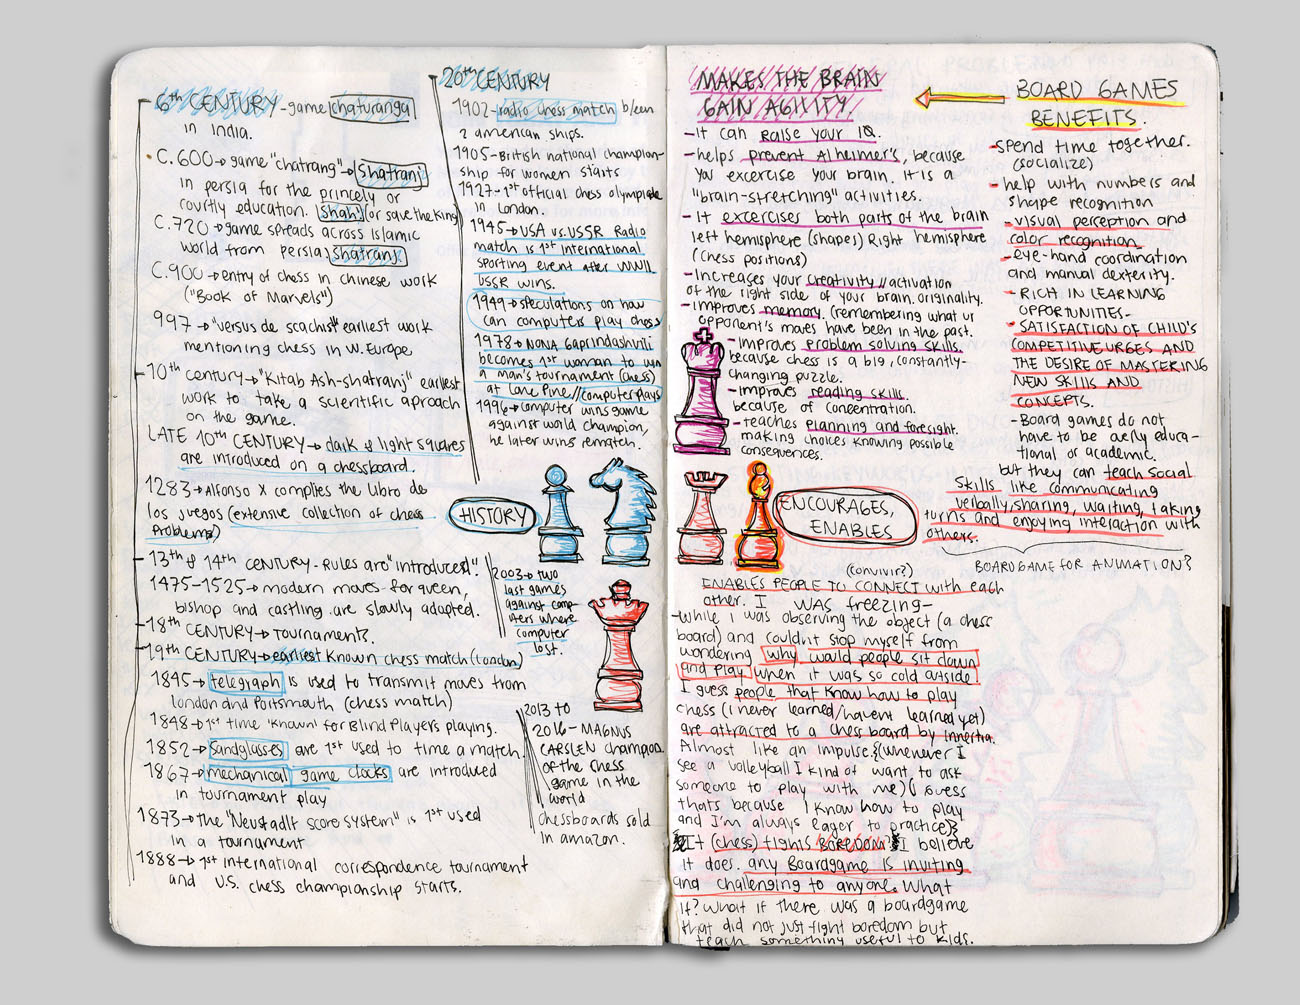 6th CENTURY-game chaturanga
in India.
C.600→game "chatrang"→Shatranj
in persia for the princely or
courtly education. Shah! (or save the King)
C.720→game spreads across Islamic
world from persia; Shatranj.
C.900→entry of chess in chinese work
("Book of Marvels")
997→"versus de scachis" earliest work
mentioning chess in W.Europe
10th century→"Kitab Ash-shatranj" earliest
work to take a scientific aproach
on the game.
LATE 10th CENTURY→dark & light squares
are introduced on a chessboard.
1283→Alfonso X complies the Libro de
los juegos (extensive collection of chess
Problems)
13th & 14th CENTURY-Rules are "introduced"!
1475-1525→modern moves for queen,
bishop and castling are slowly adapted.
18th CENTURY→Tournaments.
19th CENTURY→earliest Known chess match (London)
1845→telegraph is used to transmit moves from
London and Portsmouth (chess match)
1848→1st time 'Known' for Blind Players playing.
1852→sandglasses are 1st used to time a match.
1867→mechanical game clocks are introduced
in tournament play
1873→the "Neustadlt score system" is 1st used
in a tournament
1888→1st international correspondence tournament
and U.S. chess championship starts.
20th CENTURY
1902-radio chess match b/een
2 american ships.
1905-British national champion-
ship for women starts
1927-1st official chess olympiade
in London.
1945→USA vs.USSR Radio
match is 1st international
sporting event after WWII
USSR wins.
1949→speculations on how
can computers play chess
1978→NONA Gaprindashvili
becomes 1st woman to win
a man's tournament (chess)
at Lone Pine//computer plays
1996→computer wins game
against world champion,
he later wins rematch.
HISTORY
2003→two
last games
against comp-
uters where
computer
lost.
2013 to
2016-MAGNUS
CARSLEN champion
of the chess
game in the
world
chessboards sold
in amazon.
MAKES THE BRAIN
GAIN AGILITY
-it can raise your IQ.
-helps prevent Alheimer's, because
you excercise your brain. it is a
"brain-stretching" activities.
-it excercises both parts of the brain
left hemisphere (shapes) Right hemisphere
(chess positions)
-Increases your creativity//activation
of the right side of your brain. originality.
-improves memory. (remembering what ur
opponent's moves have been in the past.
-improves problem solving skills.
because chess is a big, constantly-
changing puzzle.
-improves reading skills.
because of concentration.
-teaches planning and foresight.
making choices knowing possible
consequences.
BOARD GAMES
BENEFITS.
-spend time together.
(socialize)
-help with numbers and
shape recognition
-visual perception and
color recognition
-eye-hand coordination
and manual dexterity.
-RICH IN LEARNING
OPPORTUNITIES-
-SATISFACTION OF CHILD'S
COMPETITIVE URGES AND
THE DESIRE OF MASTERING
NEW SKILLS AND
CONCEPTS.
-Board games do not
have to be educa-
tional or academic.
but they can teach social
skills like communicating
verbally, sharing, waiting, taking
turns and enjoying interaction with
others.
BOARDGAME FOR ANIMATION?
ENCOURAGES,
ENABLES
(convivir?)
ENABLES PEOPLE TO CONNECT with each
other. I was freezing-
-while I was observing the object (a chess
board) and couldn't stop myself from
wondering why would people sit down
and play when it was so cold outside.
I guess people that know how to play
chess (I never learned/havent learned yet)
are attracted to a chess board by inertia.
Almost like an impulse {(whenever I
see a volleyball I kind of want to ask
someone to play with me) (I guess
thats because I know how to play
and I'm always eager to practice)}
It (chess) fights BOREDOM! I believe
it does. any Boardgame is inviting
and challenging to anyone. What
if? what if there was a boardgame
that did not just fight boredom but
teach something useful to kids.